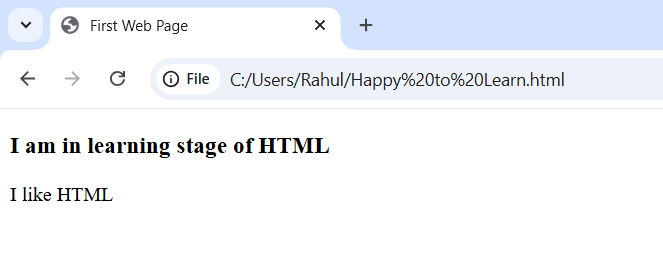 First Web Page
File C:/Users/Rahul/Happy%20to%20Learn.html
I am in learning stage of HTML
I like HTML